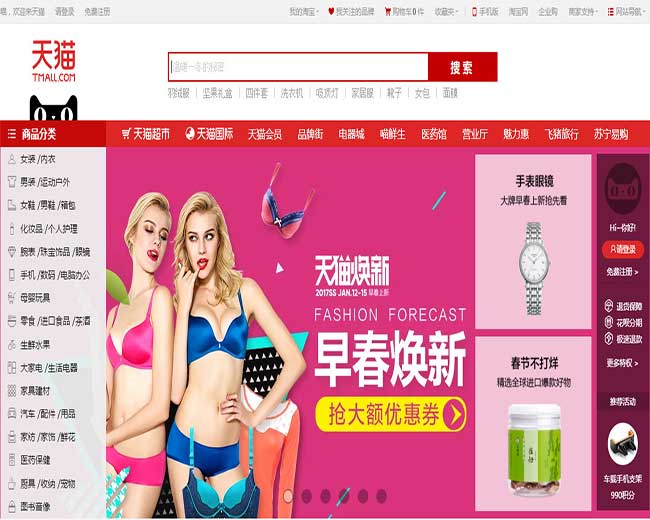 喵，欢迎来天猫 请登录 免费注册 我的淘宝 我关注的品牌 购物车0件 收藏夹 手机版 淘宝网 企业购 商家支持 网站导航
天猫
TMALL.COM
搜索
羽绒服 坚果礼盒 四件套 洗衣机 吸顶灯 家居服 靴子 女包 面膜
商品分类 天猫超市 天猫国际 天猫会员 品牌街 电器城 喵鲜生 医药馆 营业厅 魅力惠 飞猪旅行 苏宁易购
女装 /内衣
男装 /运动户外
女鞋 /男鞋 /箱包
化妆品 /个人护理
腕表 /珠宝饰品 /眼镜
手机 /数码 /电脑办公
母婴玩具
零食 /进口食品 /茶酒
生鲜水果
大家电 /生活电器
家具建材
汽车 /配件 /用品
家纺 /家饰 /鲜花
医药保健
厨具 /收纳 /宠物
图书音像
天猫焕新
2017SS JAN.12-15 早春上新
FASHION FORECAST
早春焕新
抢大额优惠券
手表眼镜
大牌早春上新抢先看
春节不打烊
精选全球进口爆款好物
Hi~你好!
请登录
免费注册 >
退货保障
花呗分期
极速退款
更多特权 >
推荐活动
车载手机支架
990积分